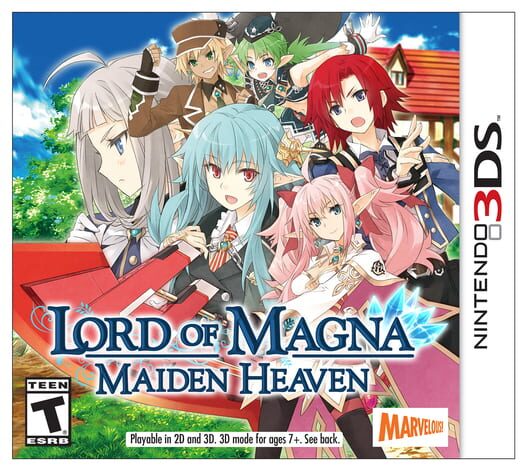 NINTENDO 3DS™
LORD OF MAGNA
MAIDEN HEAVEN
TEEN
T
ESRB
Playable in 2D and 3D. 3D mode for ages 7+. See back.
MARVELOUS!